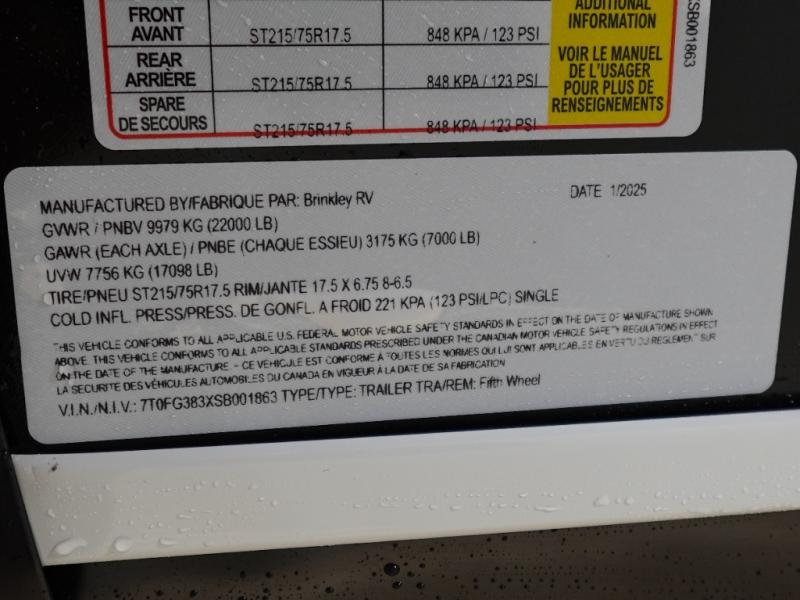 ADDITIONAL
INFORMATION
FRONT
AVANT
ST215/75R17.5
848 KPA / 123 PSI
REAR
ARRIÈRE
ST215/75R17.5
848 KPA / 123 PSI
SPARE
DE SECOURS
ST215/75R17.5
848 KPA / 123 PSI
VOIR LE MANUEL
DE L'USAGER
POUR PLUS DE
RENSEIGNEMENTS
SB001863
MANUFACTURED BY/FABRIQUE PAR: Brinkley RV
DATE 1/2025
GVWR / PNBV 9979 KG (22000 LB)
GAWR (EACH AXLE) / PNBE (CHAQUE ESSIEU) 3175 KG (7000 LB)
UVW 7756 KG (17098 LB)
TIRE/PNEU ST215/75R17.5 RIM/JANTE 17.5 X 6.75 8-6.5
COLD INFL. PRESS/PRESS. DE GONFL. A FROID 221 KPA (123 PSI/LPC) SINGLE
THIS VEHICLE CONFORMS TO ALL APPLICABLE U.S. FEDERAL MOTOR VEHICLE SAFETY STANDARDS IN EFFECT ON THE DATE OF MANUFACTURE SHOWN
ABOVE. THIS VEHICLE CONFORMS TO ALL APPLICABLE STANDARDS PRESCRIBED UNDER THE CANADIAN MOTOR VEHICLE SAFETY REGULATIONS IN EFFECT
ON THE DATE OF THE MANUFACTURE - CE VEHICULE EST CONFORME A TOUTES LES NORMES QUI LUI SONT APPLICABLES EN VERTU DU REGLEMENT SUR
LA SECURITE DES VÉHICULES AUTOMOBILES DU CANADA EN VIGUEUR À LA DATE DE SA FABRICATION
V.I.N./N.I.V.: 7T0FG383XSB001863 TYPE/TYPE: TRAILER TRA/REM: Fifth Wheel